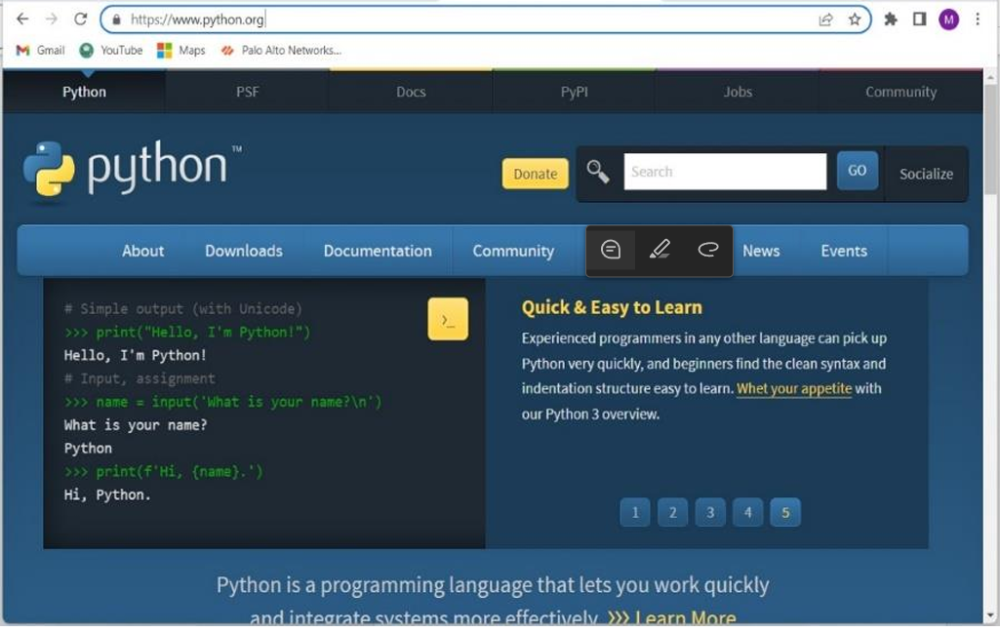 https://www.python.org
M
Gmail YouTube Maps Palo Alto Networks...
Python PSF Docs PyPI Jobs Community
python™
Donate Search GO Socialize
About Downloads Documentation Community News Events
# Simple output (with Unicode)
>>> print("Hello, I'm Python!")
Hello, I'm Python!
# Input, assignment
>>> name = input('What is your name?\n')
What is your name?
Python
>>> print(f'Hi, {name}.')
Hi, Python.
>_
Quick & Easy to Learn
Experienced programmers in any other language can pick up
Python very quickly, and beginners find the clean syntax and
indentation structure easy to learn. Whet your appetite with
our Python 3 overview.
1 2 3 4 5
Python is a programming language that lets you work quickly
and integrate systems more effectively. >>> Learn More